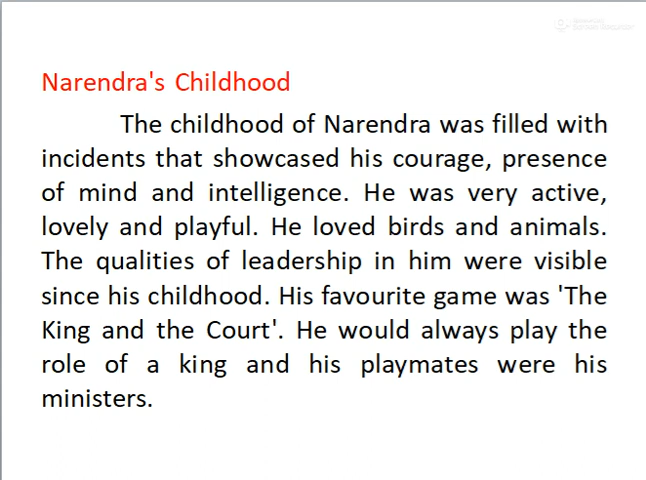 Narendra's Childhood
The childhood of Narendra was filled with
incidents that showcased his courage, presence
of mind and intelligence. He was very active,
lovely and playful. He loved birds and animals.
The qualities of leadership in him were visible
since his childhood. His favourite game was 'The
King and the Court'. He would always play the
role of a king and his playmates were his
ministers.